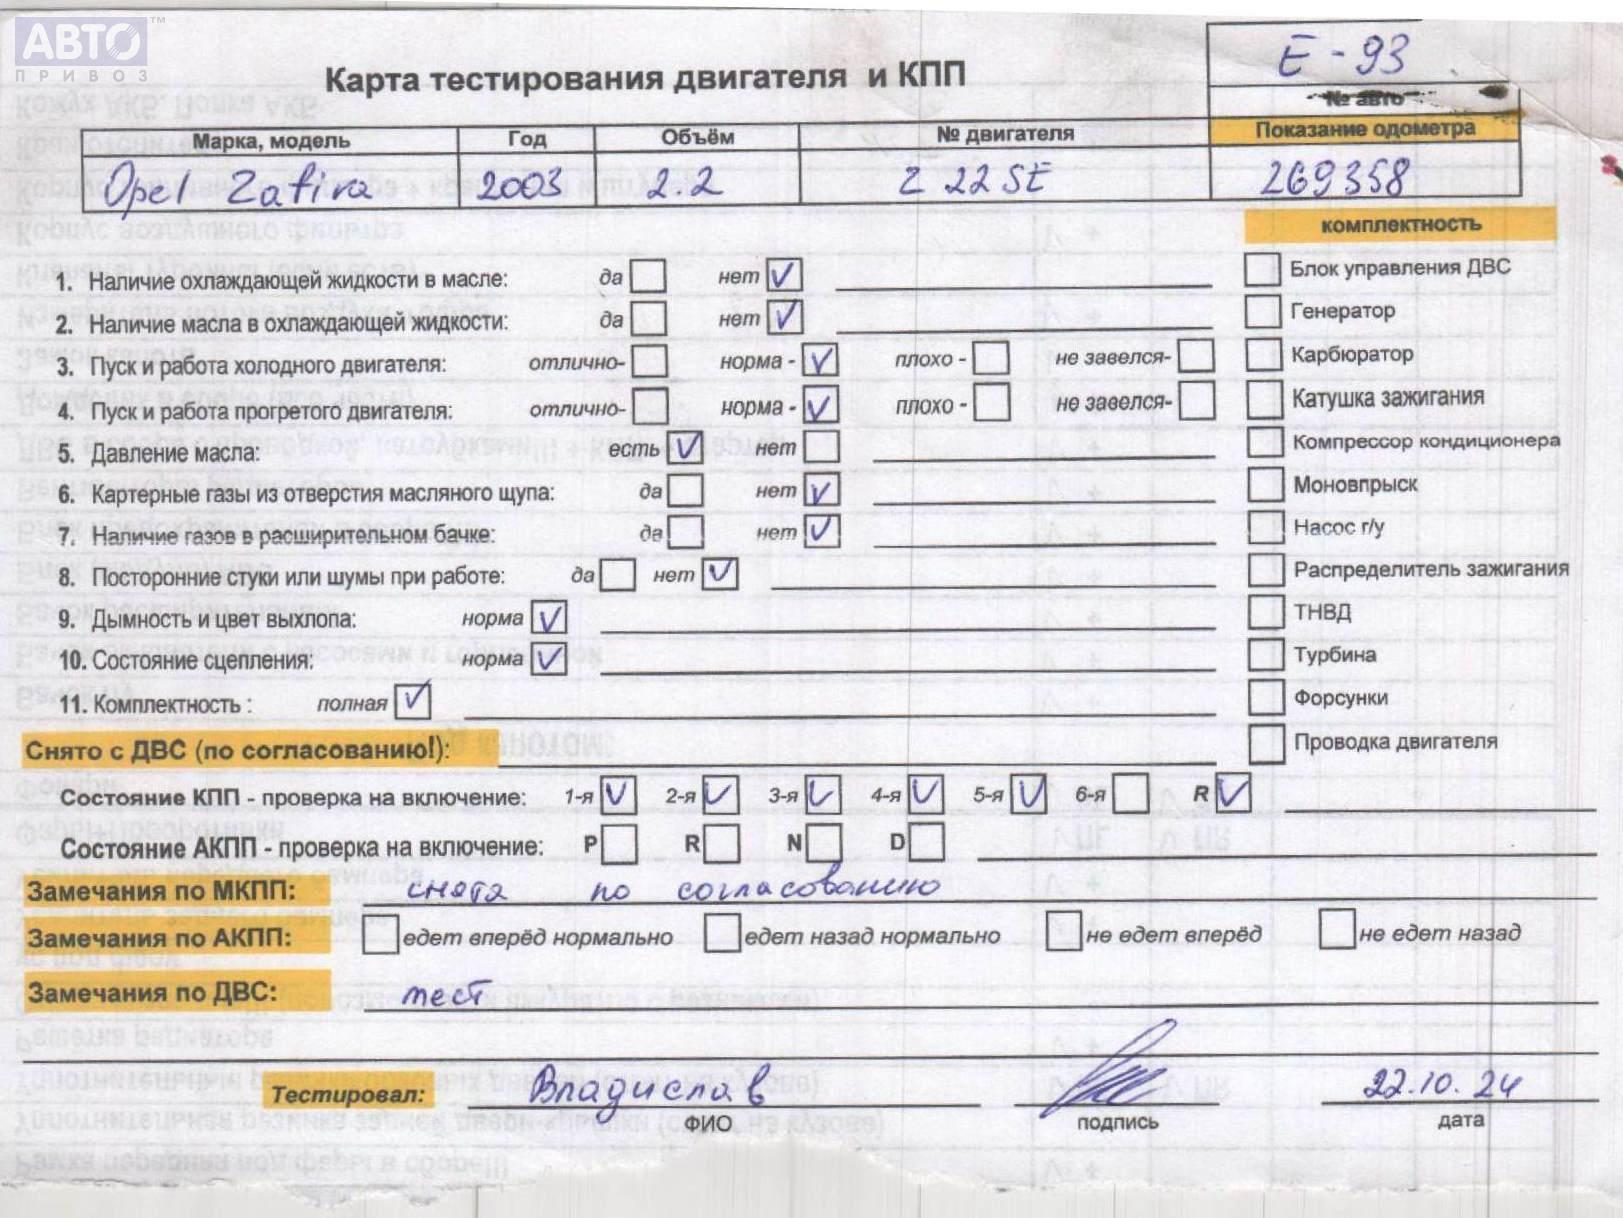 АВТО™
ПРИВОЗ
Карта тестирования двигателя и КПП
E-93
№ авто
Марка, модель Год Объём № двигателя Показание одометра
Opel Zafira 2003 2.2 Z 22 SE 269358
комплектность
1. Наличие охлаждающей жидкости в масле: да нет ✓
Блок управления ДВС
2. Наличие масла в охлаждающей жидкости: да нет ✓
Генератор
3. Пуск и работа холодного двигателя: отлично- норма - ✓ плохо - не завелся-
Карбюратор
4. Пуск и работа прогретого двигателя: отлично- норма - ✓ плохо - не завелся-
Катушка зажигания
5. Давление масла: есть ✓ нет
Компрессор кондиционера
6. Картерные газы из отверстия масляного щупа: да нет ✓
Моновпрыск
7. Наличие газов в расширительном бачке: да нет ✓
Насос г/у
8. Посторонние стуки или шумы при работе: да нет ✓
Распределитель зажигания
9. Дымность и цвет выхлопа: норма ✓
ТНВД
10. Состояние сцепления: норма ✓
Турбина
11. Комплектность : полная ✓
Форсунки
Снято с ДВС (по согласованию!):
Проводка двигателя
Состояние КПП - проверка на включение: 1-я ✓ 2-я ✓ 3-я ✓ 4-я ✓ 5-я ✓ 6-я R ✓
Состояние АКПП - проверка на включение: P R N D
Замечания по МКПП: снята по согласованию
Замечания по АКПП: едет вперёд нормально едет назад нормально не едет вперёд не едет назад
Замечания по ДВС: тест
Тестировал: Владислав 22.10.24
ФИО подпись дата